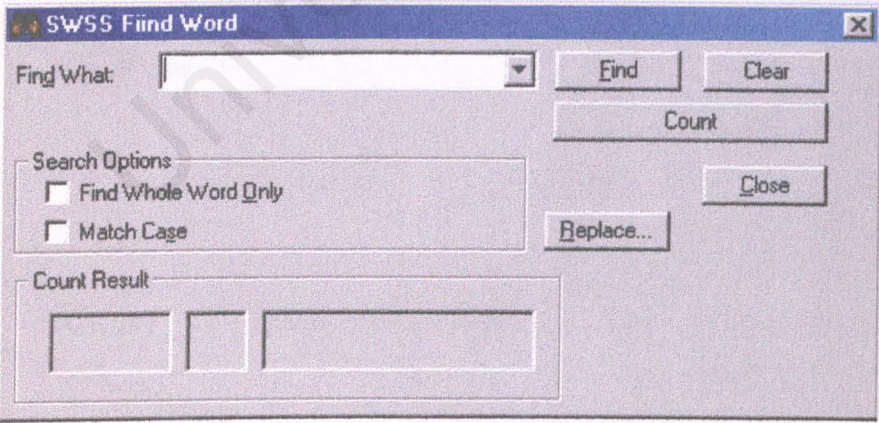 SWSS Fiind Word
Find What:
Find
Clear
Count
Search Options
Find Whole Word Only
Match Case
Close
Replace...
Count Result